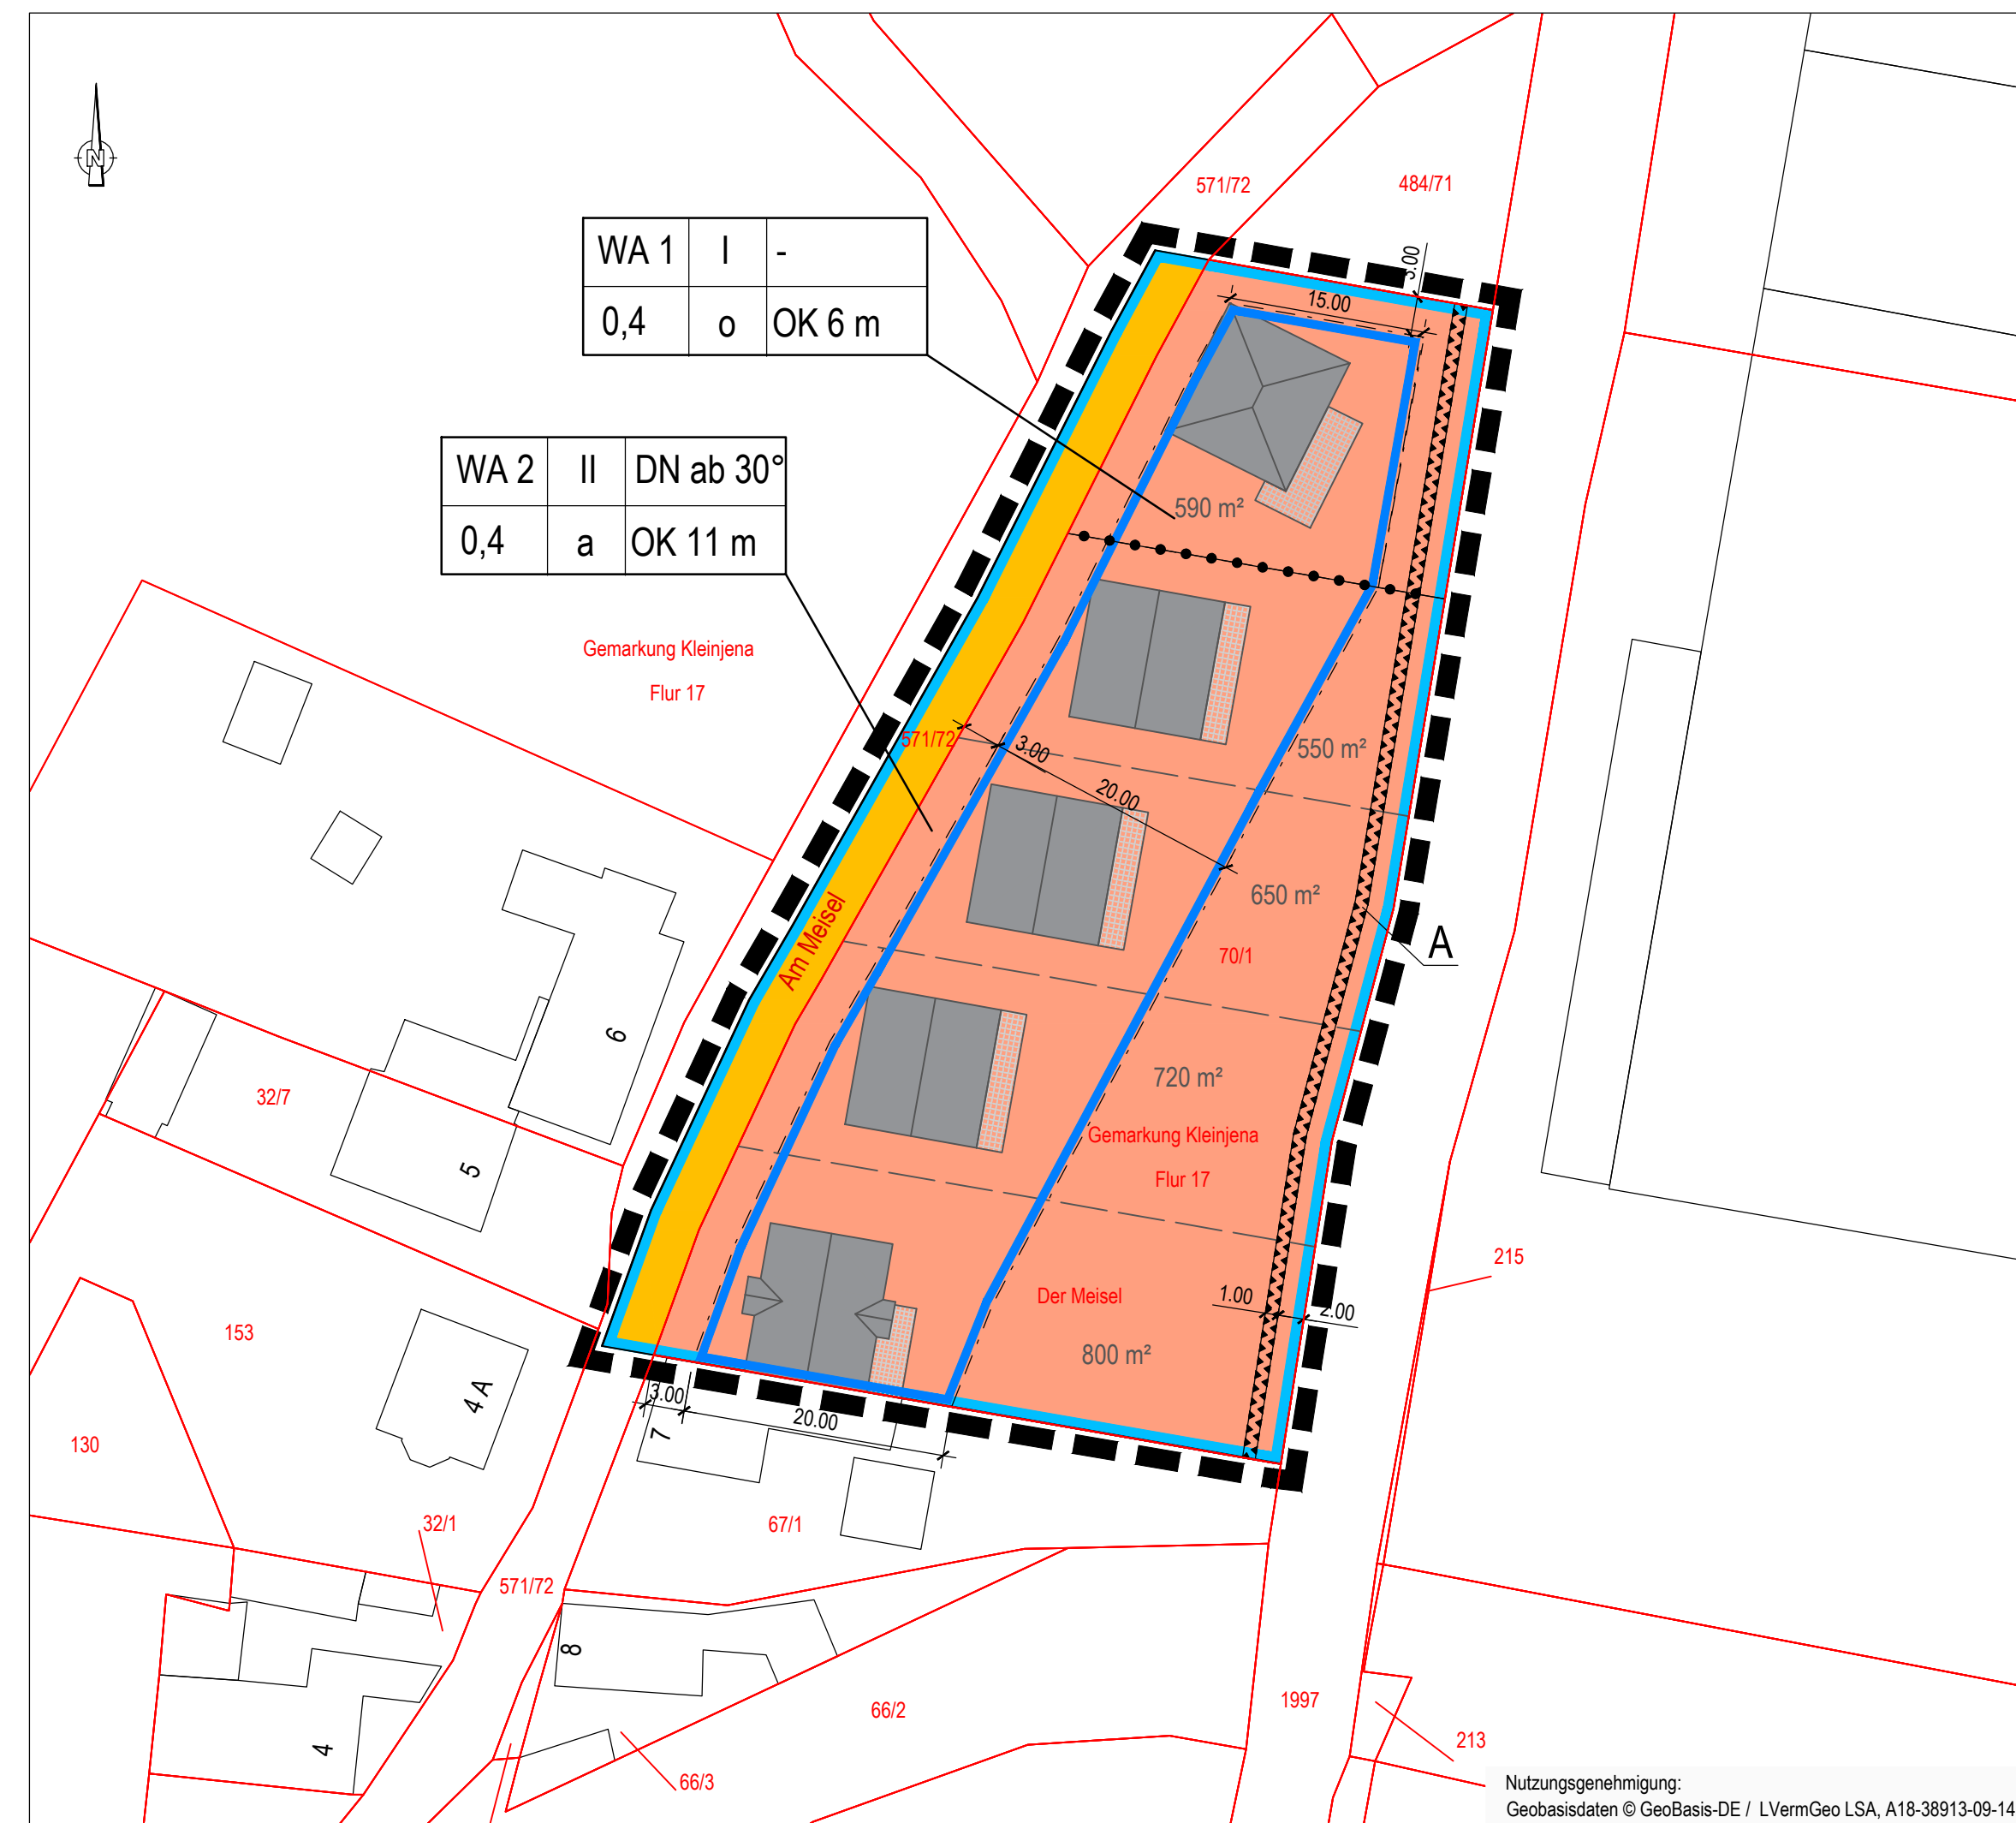 N
571/72
484/71
WA 1 I -
0,4 o OK 6 m
3.00
15.00
WA 2 II DN ab 30°
0,4 a OK 11 m
590 m²
Gemarkung Kleinjena
Flur 17
571/72
3.00
20.00
550 m²
650 m²
Am Meisel
70/1
A
6
32/7
5
720 m²
Gemarkung Kleinjena
Flur 17
215
Der Meisel
1.00
2.00
153
800 m²
4 A
3.00
20.00
7
130
32/1
67/1
571/72
8
1997
66/2
213
4
66/3
Nutzungsgenehmigung:
Geobasisdaten © GeoBasis-DE / LVermGeo LSA, A18-38913-09-14